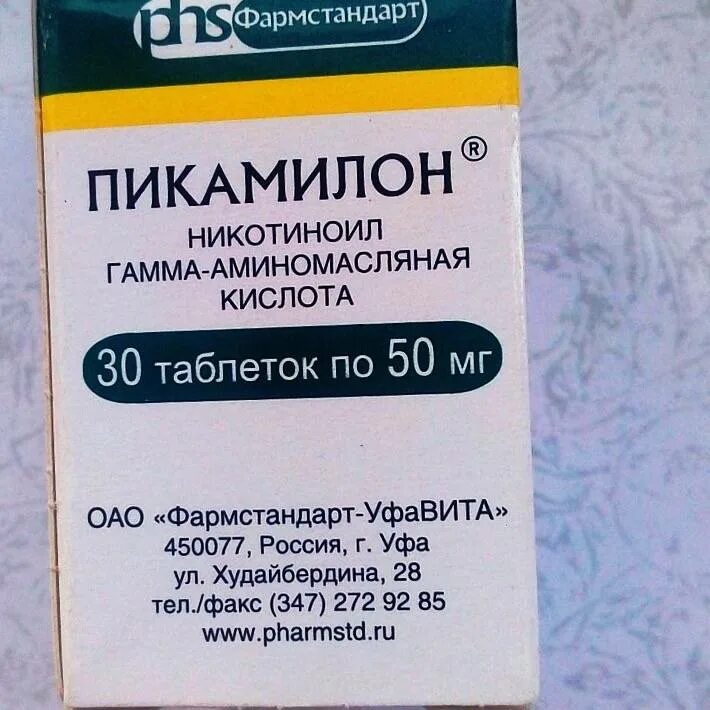 phs Фармстандарт
ПИКАМИЛОН®
НИКОТИНОИЛ
ГАММА-АМИНОМАСЛЯНАЯ
КИСЛОТА
30 таблеток по 50 мг
ОАО «Фармстандарт-УфаВИТА»
450077, Россия, г. Уфа
ул. Худайбердина, 28
тел./факс (347) 272 92 85
www.pharmstd.ru